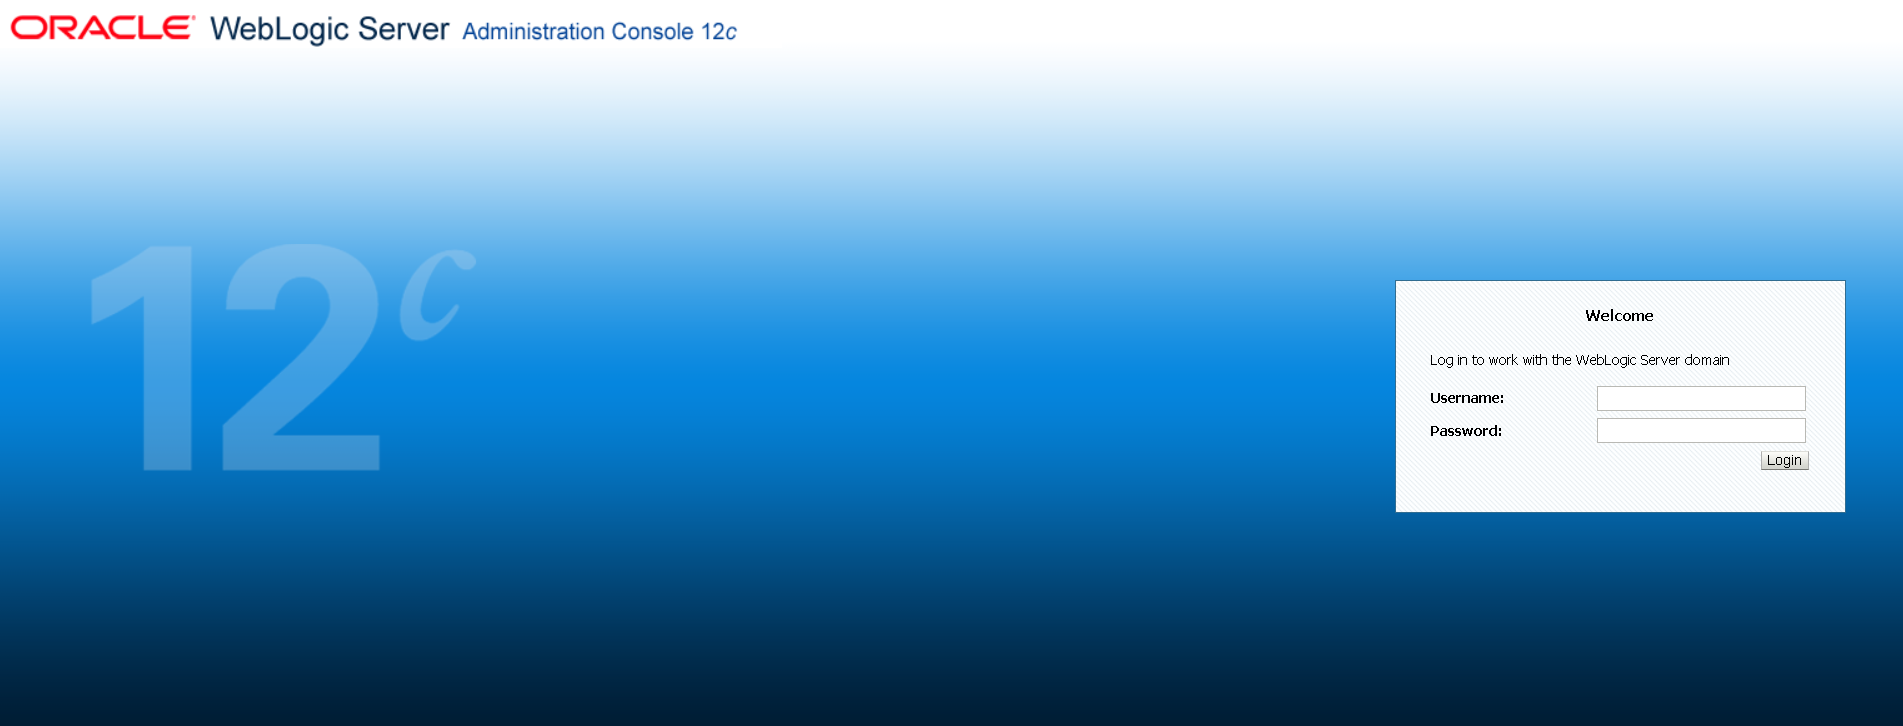 ORACLE WebLogic Server Administration Console 12c
12c
Welcome
Log in to work with the WebLogic Server domain
Username:
Password:
Login